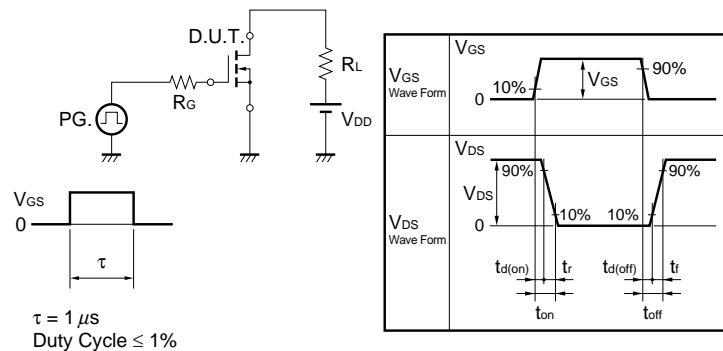 D.U.T.
RL
RG
PG.
VDD
VGS
0
τ
τ = 1 μs
Duty Cycle ≤ 1%
VGS
Wave Form
VGS
10%
VGS
90%
0
VDS
Wave Form
VDS
90%
VDS
90%
10%
10%
0
td(on)
tr
td(off)
tf
ton
toff